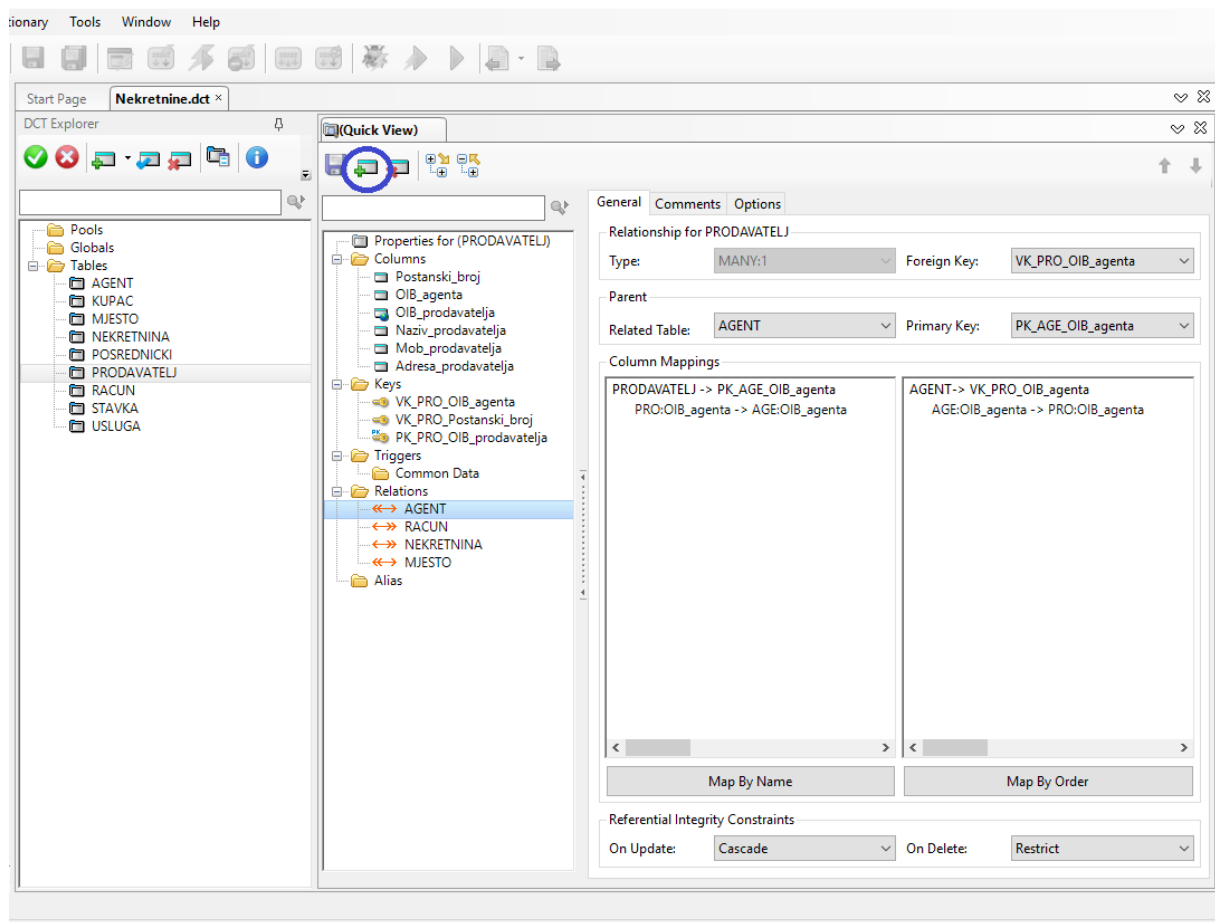 tionary Tools Window Help
Start Page Nekretnine.dct ×
DCT Explorer
Pools
Globals
Tables
AGENT
KUPAC
MJESTO
NEKRETNINA
POSREDNICKI
PRODAVATELJ
RACUN
STAVKA
USLUGA
(Quick View)
Properties for (PRODAVATELJ)
Columns
Postanski_broj
OIB_agenta
OIB_prodavatelja
Naziv_prodavatelja
Mob_prodavatelja
Adresa_prodavatelja
Keys
VK_PRO_OIB_agenta
VK_PRO_Postanski_broj
PK_PRO_OIB_prodavatelja
Triggers
Common Data
Relations
AGENT
RACUN
NEKRETNINA
MJESTO
Alias
General Comments Options
Relationship for PRODAVATELJ
Type: MANY:1 Foreign Key: VK_PRO_OIB_agenta
Parent
Related Table: AGENT Primary Key: PK_AGE_OIB_agenta
Column Mappings
PRODAVATELJ -> PK_AGE_OIB_agenta
PRO:OIB_agenta -> AGE:OIB_agenta
AGENT-> VK_PRO_OIB_agenta
AGE:OIB_agenta -> PRO:OIB_agenta
Map By Name Map By Order
Referential Integrity Constraints
On Update: Cascade On Delete: Restrict